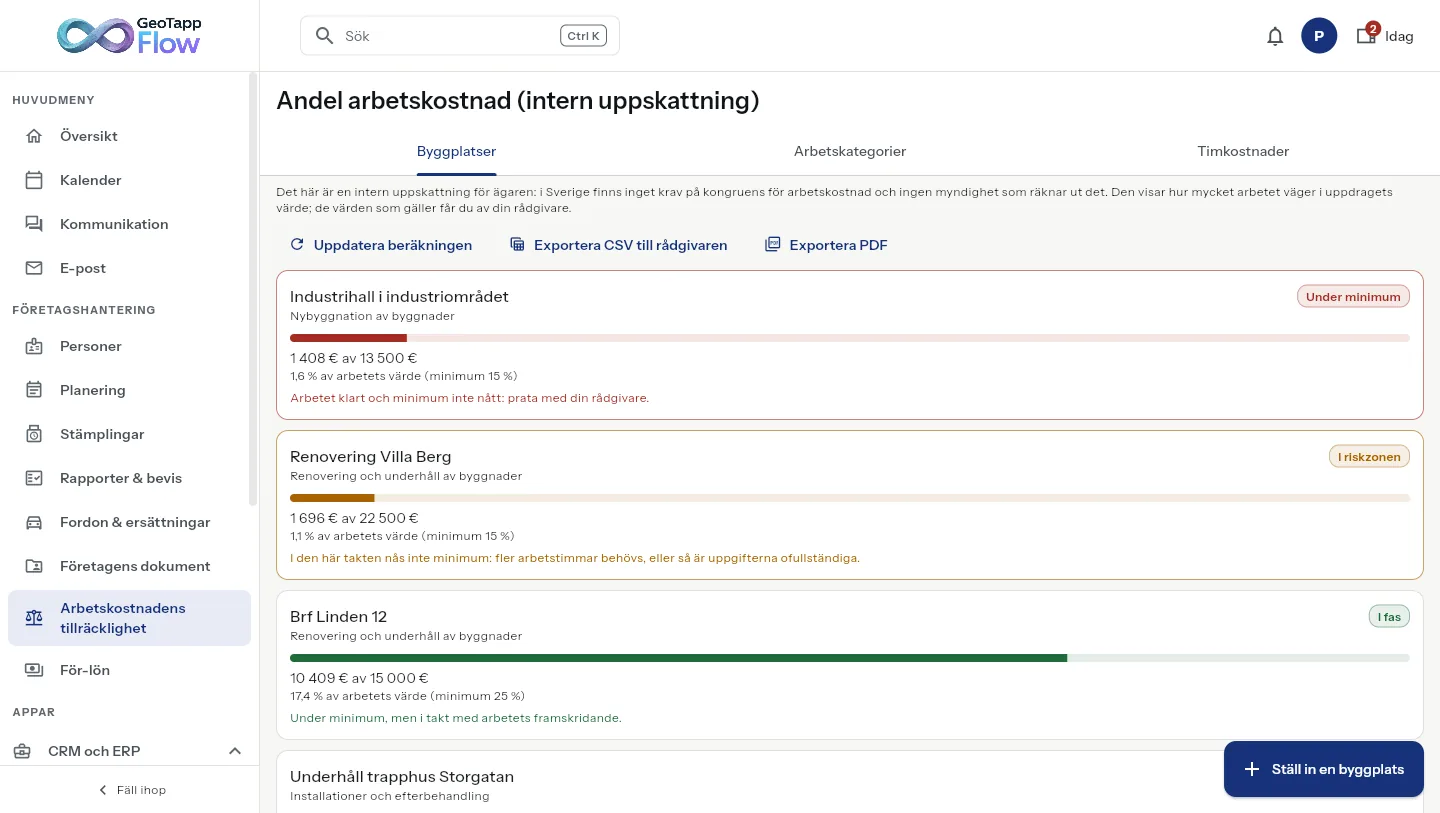 GeoTapp
Flow
Sök
Ctrl K
P
2
Idag
HUVUDMENY
Översikt
Kalender
Kommunikation
E-post
FÖRETAGSHANTERING
Personer
Planering
Stämplingar
Rapporter & bevis
Fordon & ersättningar
Företagens dokument
Arbetskostnadens
tillräcklighet
För-lön
APPAR
CRM och ERP
Fäll ihop
Andel arbetskostnad (intern uppskattning)
Byggplatser
Arbetskategorier
Timkostnader
Det här är en intern uppskattning för ägaren: i Sverige finns inget krav på kongruens för arbetskostnad och ingen myndighet som räknar ut det. Den visar hur mycket arbetet väger i uppdragets
värde; de värden som gäller får du av din rådgivare.
Uppdatera beräkningen
Exportera CSV till rådgivaren
Exportera PDF
Industrihall i industriområdet
Under minimum
Nybyggnation av byggnader
1 408 € av 13 500 €
1,6 % av arbetets värde (minimum 15 %)
Arbetet klart och minimum inte nått: prata med din rådgivare.
Renovering Villa Berg
I riskzonen
Renovering och underhåll av byggnader
1 696 € av 22 500 €
1,1 % av arbetets värde (minimum 15 %)
I den här takten nås inte minimum: fler arbetstimmar behövs, eller så är uppgifterna ofullständiga.
Brf Linden 12
I fas
Renovering och underhåll av byggnader
10 409 € av 15 000 €
17,4 % av arbetets värde (minimum 25 %)
Under minimum, men i takt med arbetets framskridande.
Underhåll trapphus Storgatan
Installationer och efterbehandling
Ställ in en byggplats